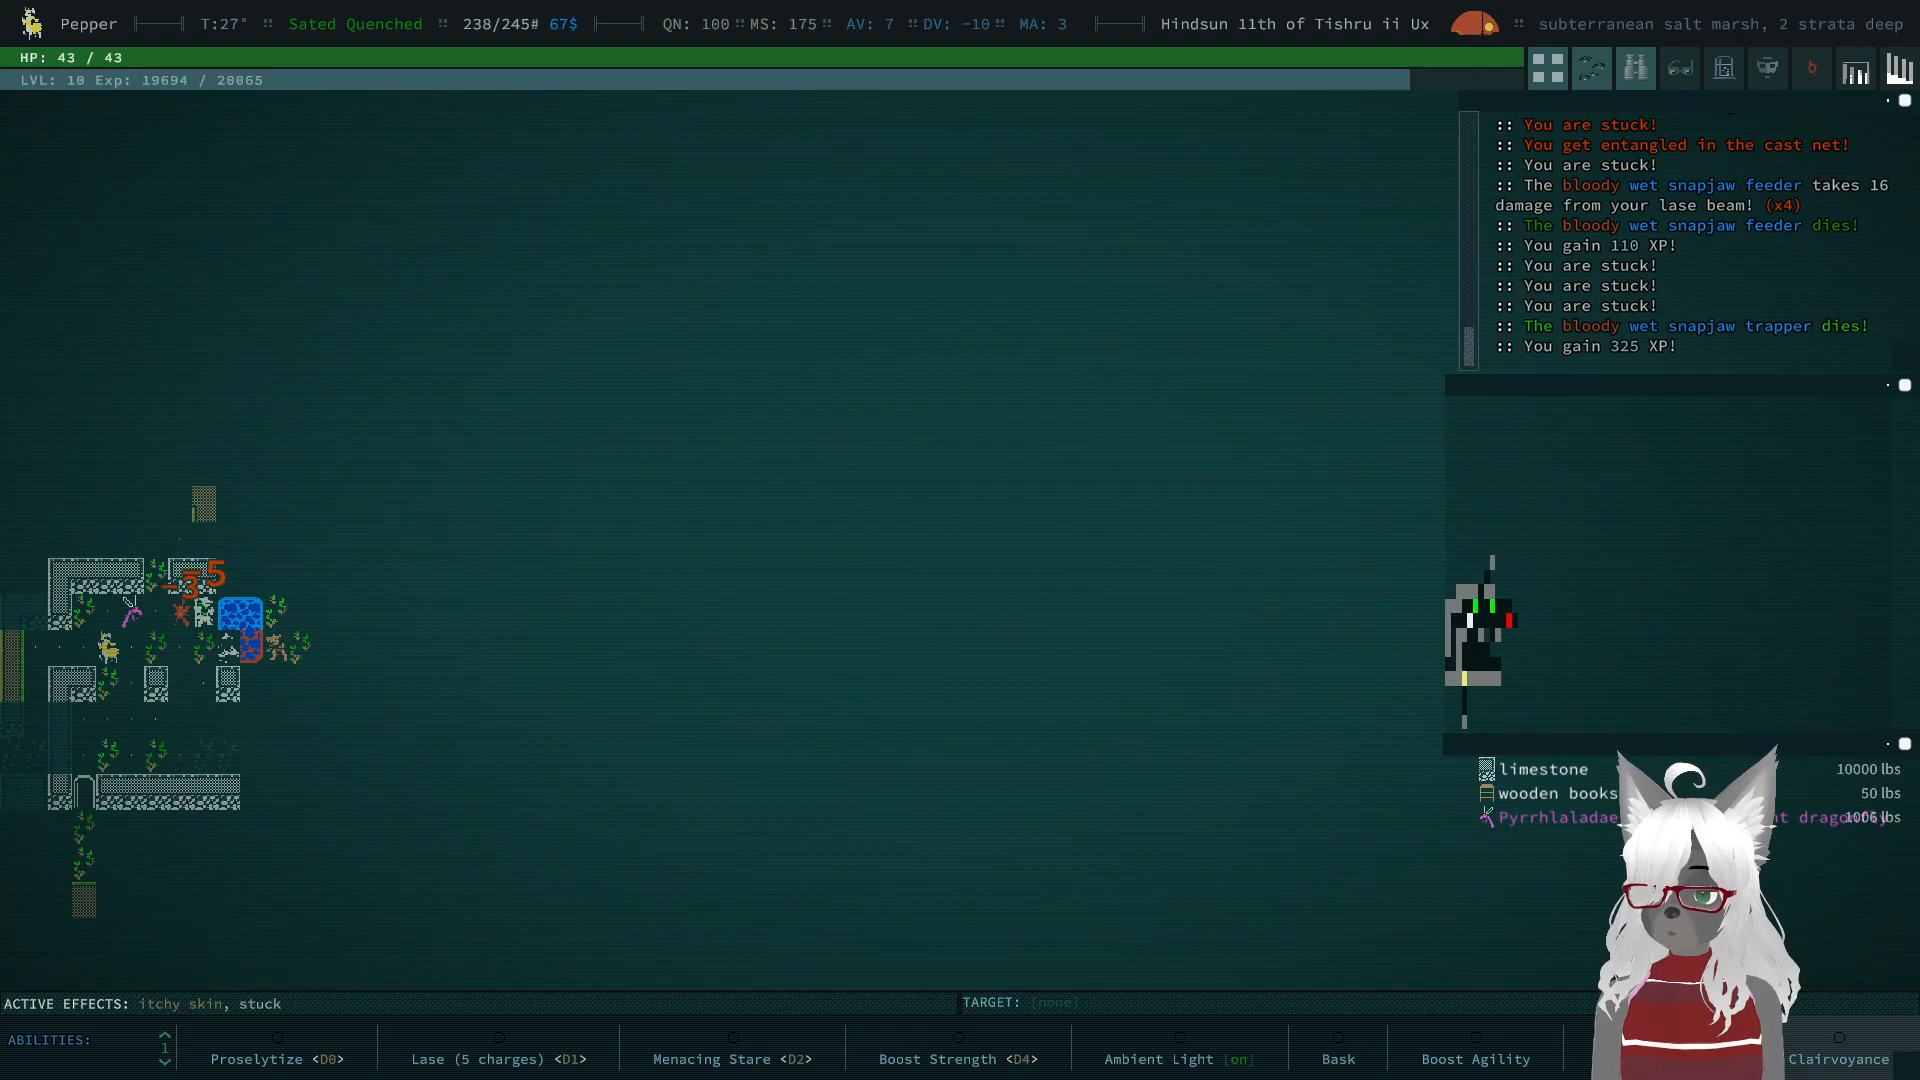 Pepper T:27° Sated Quenched 238/245# 67$ QN: 100 MS: 175 AV: 7 DV: -10 MA: 3 Hindsun 11th of Tishru ii Ux subterranean salt marsh, 2 strata deep
HP: 43 / 43
LVL: 10 Exp: 19694 / 20065
:: You are stuck!
:: You get entangled in the cast net!
:: You are stuck!
:: The bloody wet snapjaw feeder takes 16
damage from your lase beam! (x4)
:: The bloody wet snapjaw feeder dies!
:: You gain 110 XP!
:: You are stuck!
:: You are stuck!
:: You are stuck!
:: The bloody wet snapjaw trapper dies!
:: You gain 325 XP!
-3 5
limestone 10000 lbs
wooden books 50 lbs
Pyrrhlaladae nt lbs
ACTIVE EFFECTS: itchy skin, stuck
TARGET: [none]
ABILITIES: 1 Proselytize <D0> Lase (5 charges) <D1> Menacing Stare <D2> Boost Strength <D4> Ambient Light [on] Bask Boost Agility Clairvoyance